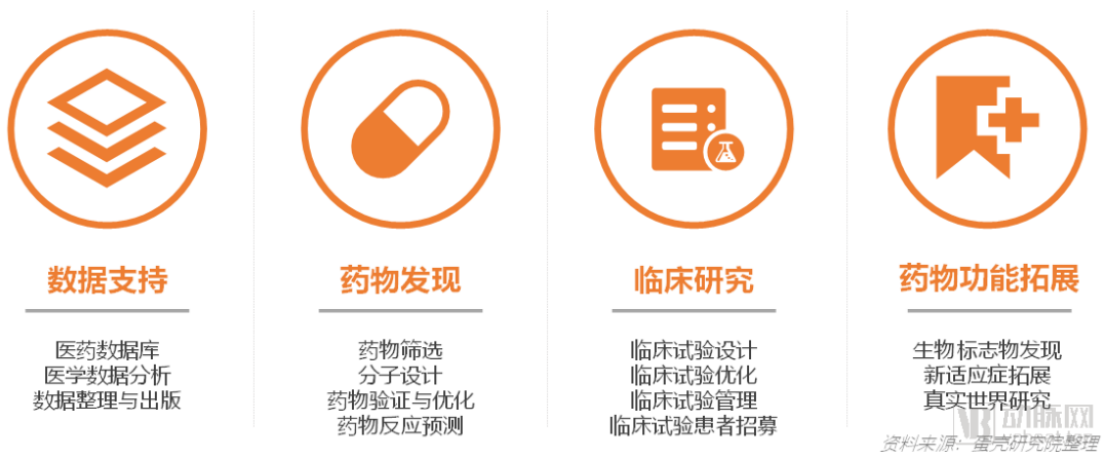 数据支持
医药数据库
医学数据分析
数据整理与出版
药物发现
药物筛选
分子设计
药物验证与优化
药物反应预测
临床研究
临床试验设计
临床试验优化
临床试验管理
临床试验患者招募
药物功能拓展
生物标志物发现
新适应症拓展
真实世界研究
动脉网
资料来源：蛋壳研究院整理